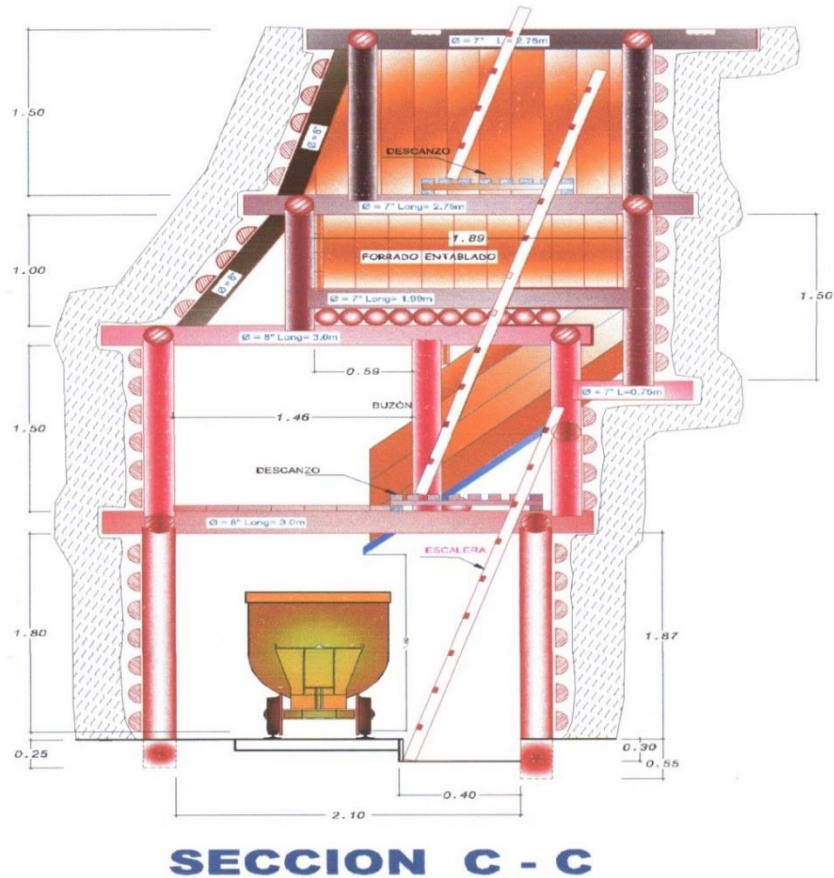 Ø = 7" L= 2.75m
1.50
Ø = 8"
DESCANZO
Ø = 7" Long= 2.75m
1.89
FORRADO ENTABLADO
1.00
Ø = 8"
1.50
Ø = 7" Long= 1.09m
Ø = 8" Long= 3.0m
0.59
Ø = 7" L=0.75m
BUZÓN
1.46
1.50
DESCANZO
Ø = 8" Long= 3.0m
ESCALERA
1.80
1.87
0.25
0.30
0.55
0.40
2.10
SECCION C - C